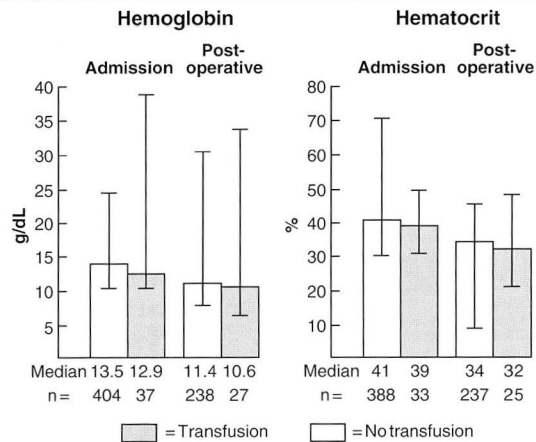 Hemoglobin
Admission
Post-
operative
g/dL
40
35
30
25
20
15
10
5
Median 13.5 12.9 11.4 10.6
n= 404 37 238 27
Hematocrit
Admission
Post-
operative
%
80
70
60
50
40
30
20
10
41 39 34 32
388 33 237 25
=Transfusion =No transfusion